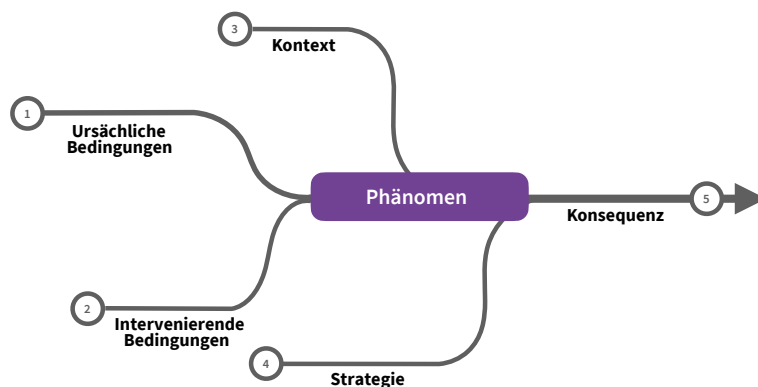 3
Kontext
1
Ursächliche
Bedingungen
Phänomen
5
Konsequenz
2
Intervenierende
Bedingungen
4
Strategie